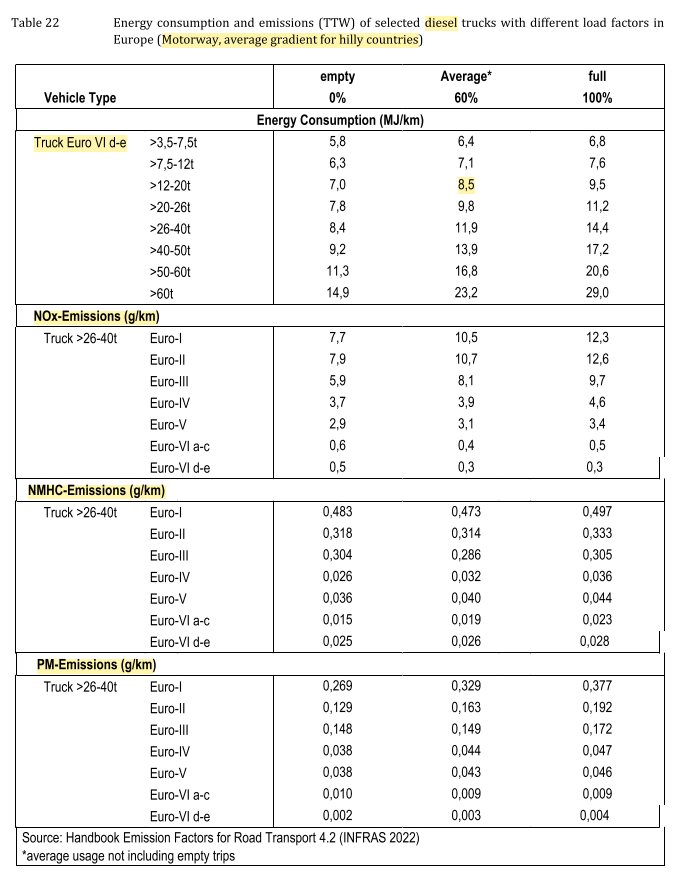 Table 22 Energy consumption and emissions (TTW) of selected diesel trucks with different load factors in
Europe (Motorway, average gradient for hilly countries)
empty Average* full
Vehicle Type 0% 60% 100%
Energy Consumption (MJ/km)
Truck Euro VI d-e >3,5-7,5t 5,8 6,4 6,8
>7,5-12t 6,3 7,1 7,6
>12-20t 7,0 8,5 9,5
>20-26t 7,8 9,8 11,2
>26-40t 8,4 11,9 14,4
>40-50t 9,2 13,9 17,2
>50-60t 11,3 16,8 20,6
>60t 14,9 23,2 29,0
NOx-Emissions (g/km)
Truck >26-40t Euro-I 7,7 10,5 12,3
Euro-II 7,9 10,7 12,6
Euro-III 5,9 8,1 9,7
Euro-IV 3,7 3,9 4,6
Euro-V 2,9 3,1 3,4
Euro-VI a-c 0,6 0,4 0,5
Euro-VI d-e 0,5 0,3 0,3
NMHC-Emissions (g/km)
Truck >26-40t Euro-I 0,483 0,473 0,497
Euro-II 0,318 0,314 0,333
Euro-III 0,304 0,286 0,305
Euro-IV 0,026 0,032 0,036
Euro-V 0,036 0,040 0,044
Euro-VI a-c 0,015 0,019 0,023
Euro-VI d-e 0,025 0,026 0,028
PM-Emissions (g/km)
Truck >26-40t Euro-I 0,269 0,329 0,377
Euro-II 0,129 0,163 0,192
Euro-III 0,148 0,149 0,172
Euro-IV 0,038 0,044 0,047
Euro-V 0,038 0,043 0,046
Euro-VI a-c 0,010 0,009 0,009
Euro-VI d-e 0,002 0,003 0,004
Source: Handbook Emission Factors for Road Transport 4.2 (INFRAS 2022)
*average usage not including empty trips